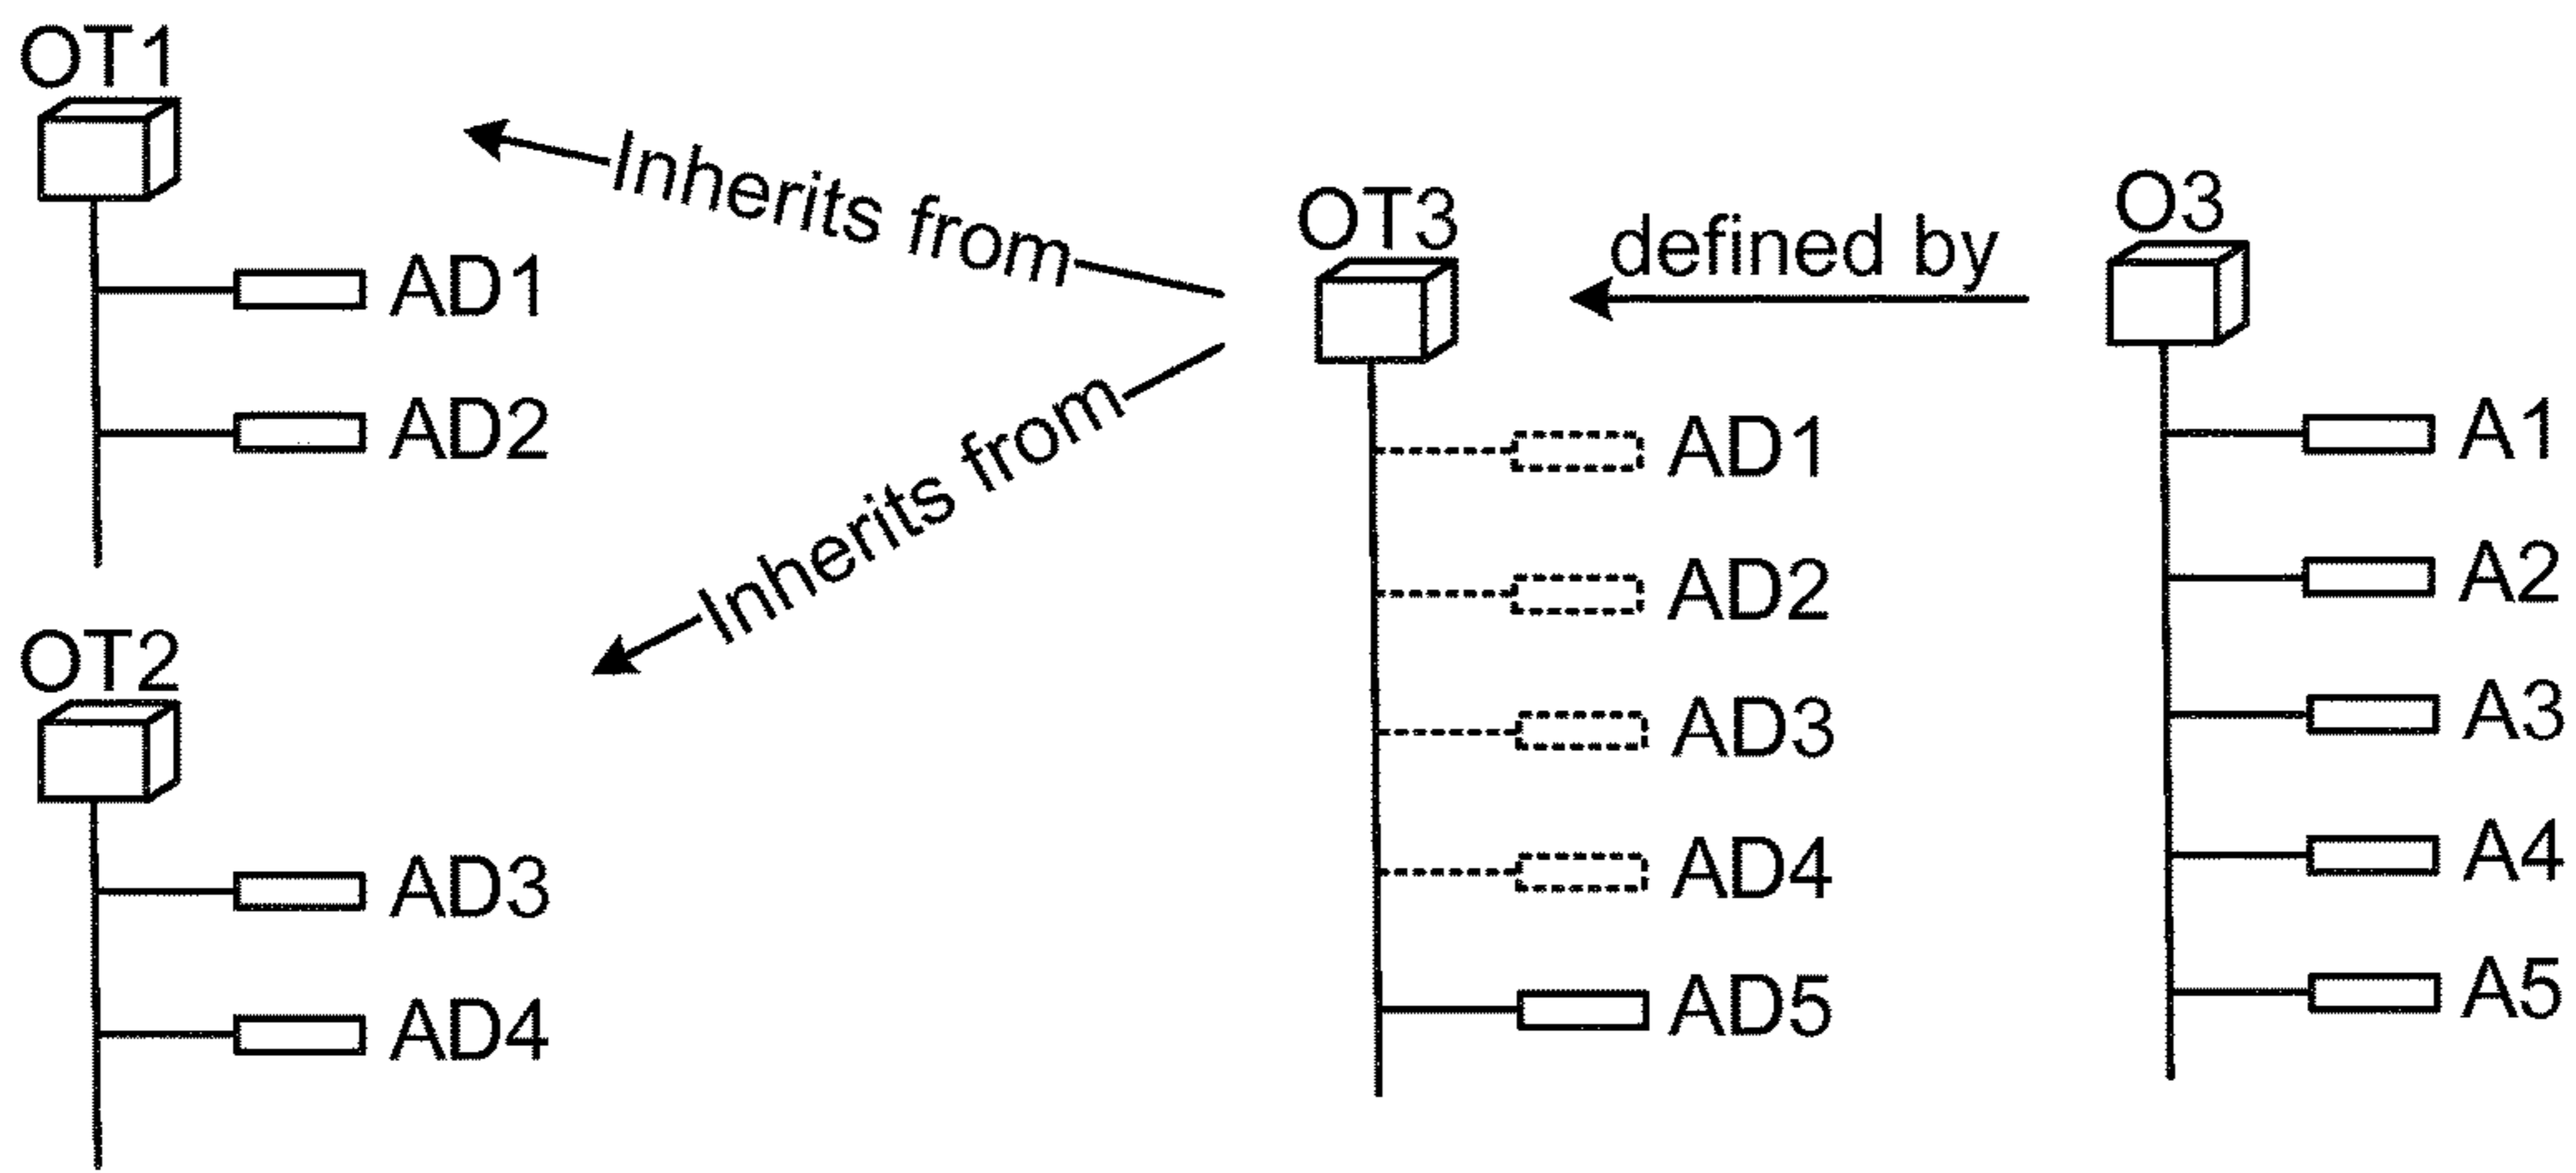 OT1
AD1
AD2
OT2
AD3
AD4
Inherits from
Inherits from
OT3
AD1
AD2
AD3
AD4
AD5
defined by
O3
A1
A2
A3
A4
A5